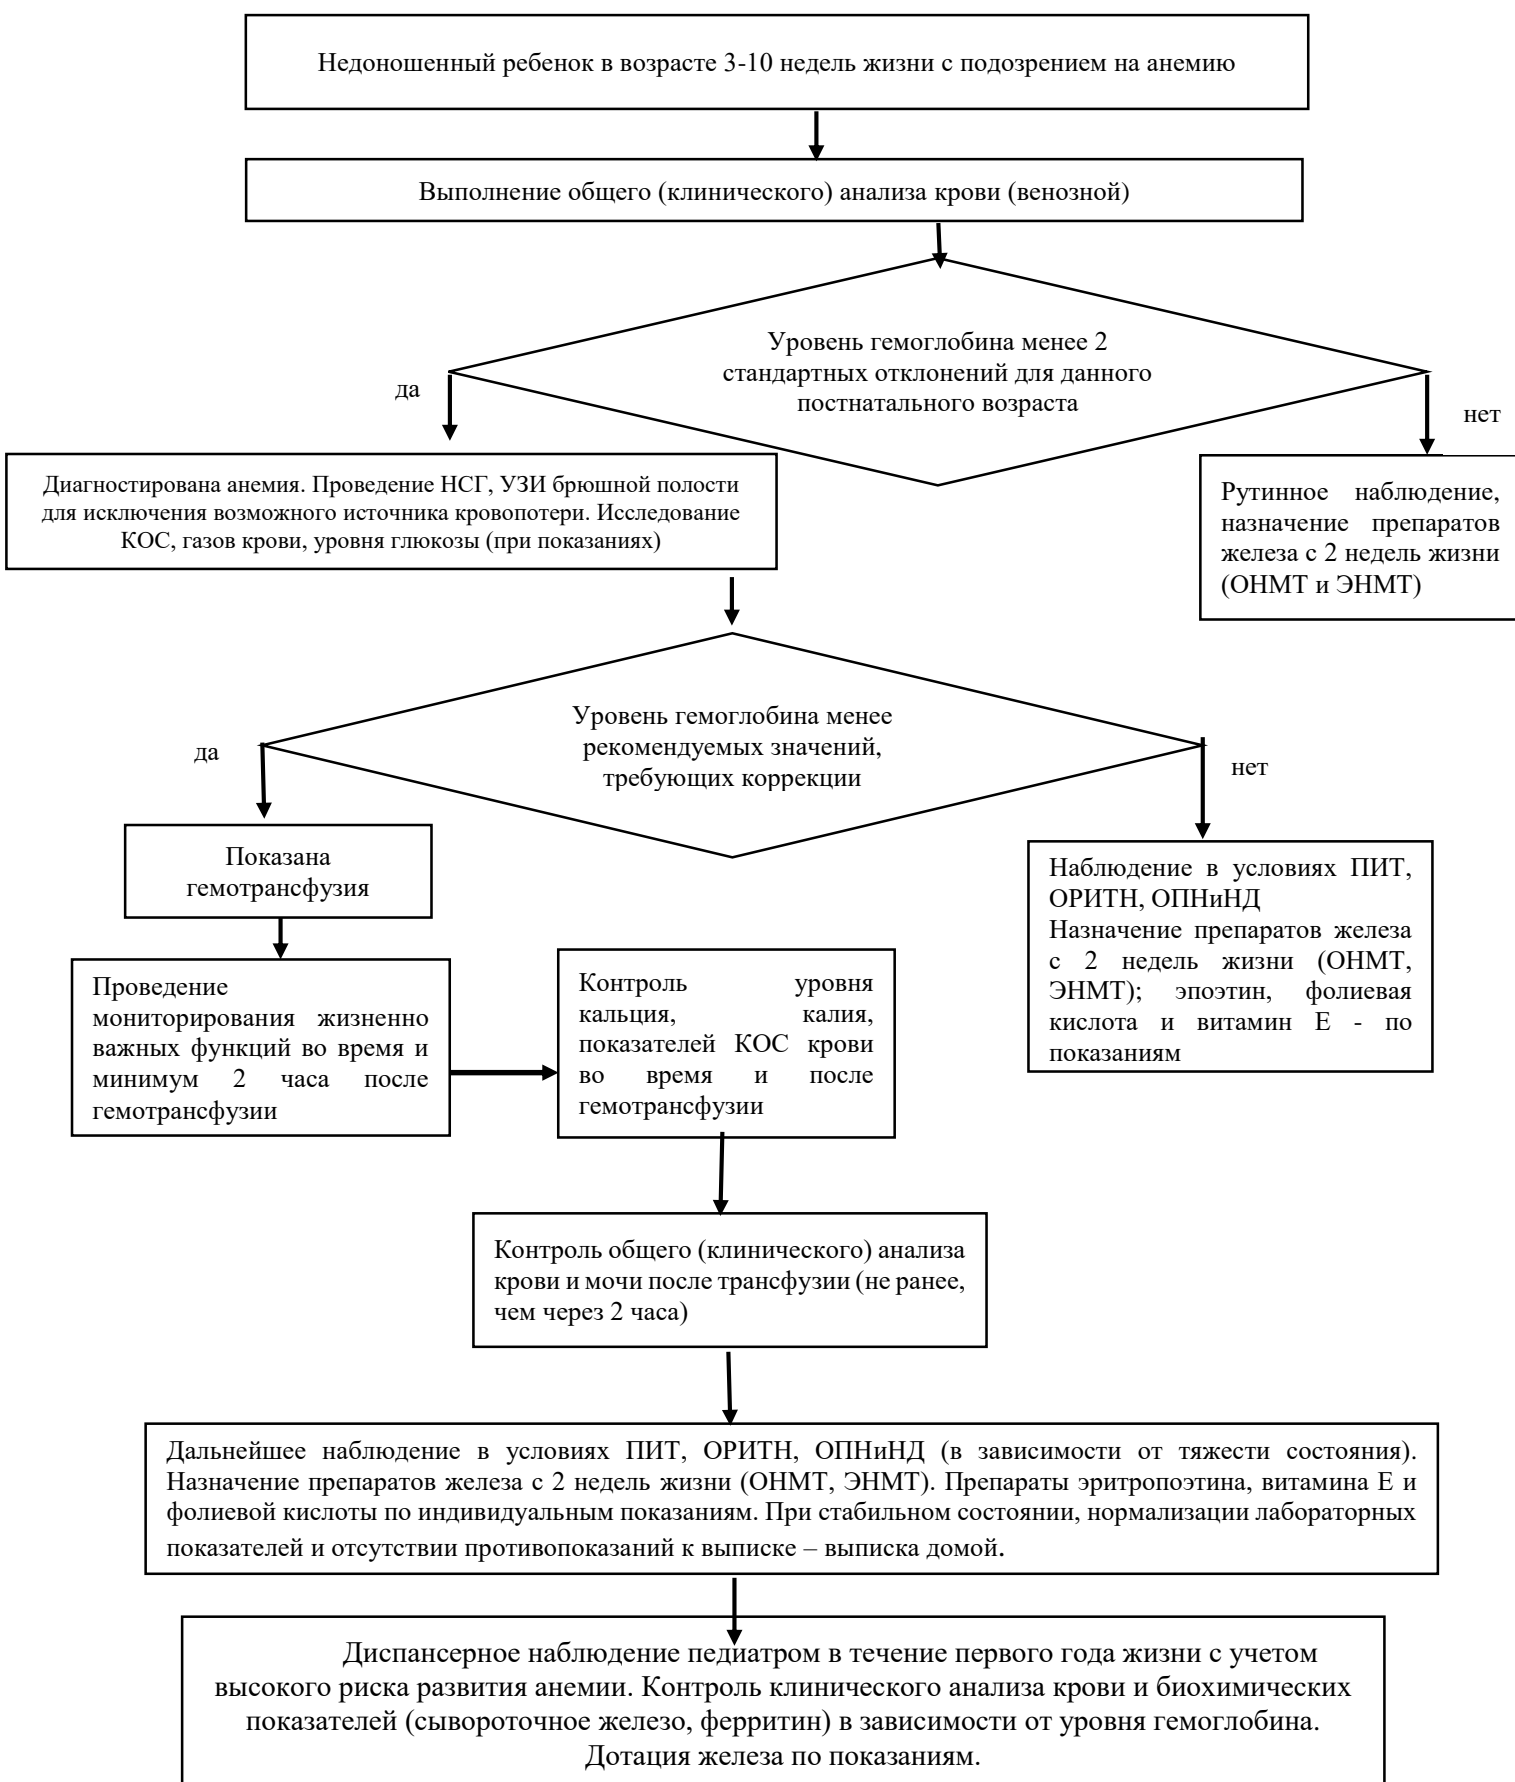 Недоношенный ребенок в возрасте 3-10 недель жизни с подозрением на анемию
Выполнение общего (клинического) анализа крови (венозной)
Уровень гемоглобина менее 2
стандартных отклонений для данного
постнатального возраста
да
нет
Диагностирована анемия. Проведение НСГ, УЗИ брюшной полости
для исключения возможного источника кровопотери. Исследование
КОС, газов крови, уровня глюкозы (при показаниях)
Рутинное наблюдение,
назначение препаратов
железа с 2 недель жизни
(ОНМТ и ЭНМТ)
Уровень гемоглобина менее
рекомендуемых значений,
требующих коррекции
да
нет
Показана
гемотрансфузия
Наблюдение в условиях ПИТ,
ОРИТН, ОПНиНД
Назначение препаратов железа
с 2 недель жизни (ОНМТ,
ЭНМТ); эпоэтин, фолиевая
кислота и витамин Е - по
показаниям
Проведение
мониторирования жизненно
важных функций во время и
минимум 2 часа после
гемотрансфузии
Контроль уровня
кальция, калия,
показателей КОС крови
во время и после
гемотрансфузии
Контроль общего (клинического) анализа
крови и мочи после трансфузии (не ранее,
чем через 2 часа)
Дальнейшее наблюдение в условиях ПИТ, ОРИТН, ОПНиНД (в зависимости от тяжести состояния).
Назначение препаратов железа с 2 недель жизни (ОНМТ, ЭНМТ). Препараты эритропоэтина, витамина Е и
фолиевой кислоты по индивидуальным показаниям. При стабильном состоянии, нормализации лабораторных
показателей и отсутствии противопоказаний к выписке – выписка домой.
Диспансерное наблюдение педиатром в течение первого года жизни с учетом
высокого риска развития анемии. Контроль клинического анализа крови и биохимических
показателей (сывороточное железо, ферритин) в зависимости от уровня гемоглобина.
Дотация железа по показаниям.